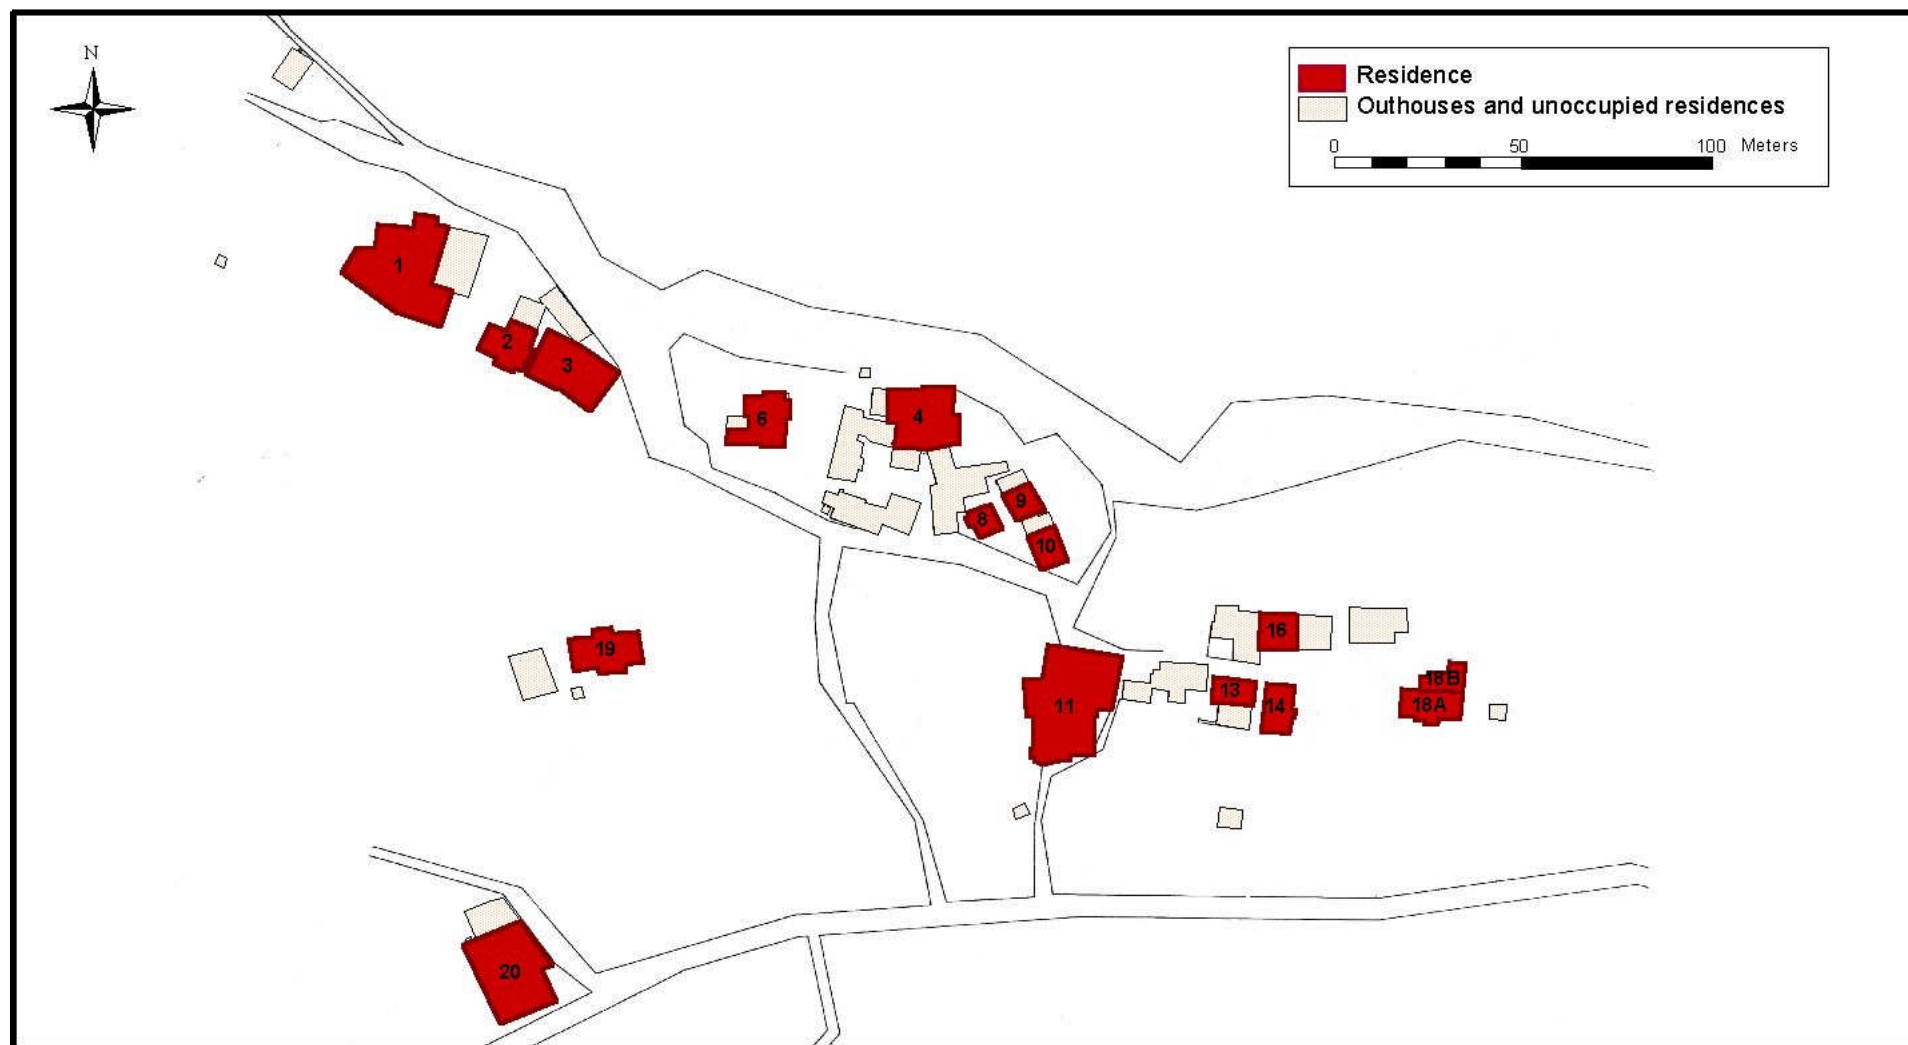 N
Residence
Outhouses and unoccupied residences
0 50 100 Meters
1
2
3
6
4
9
8
10
19
16
11
13
14
18B
18A
20